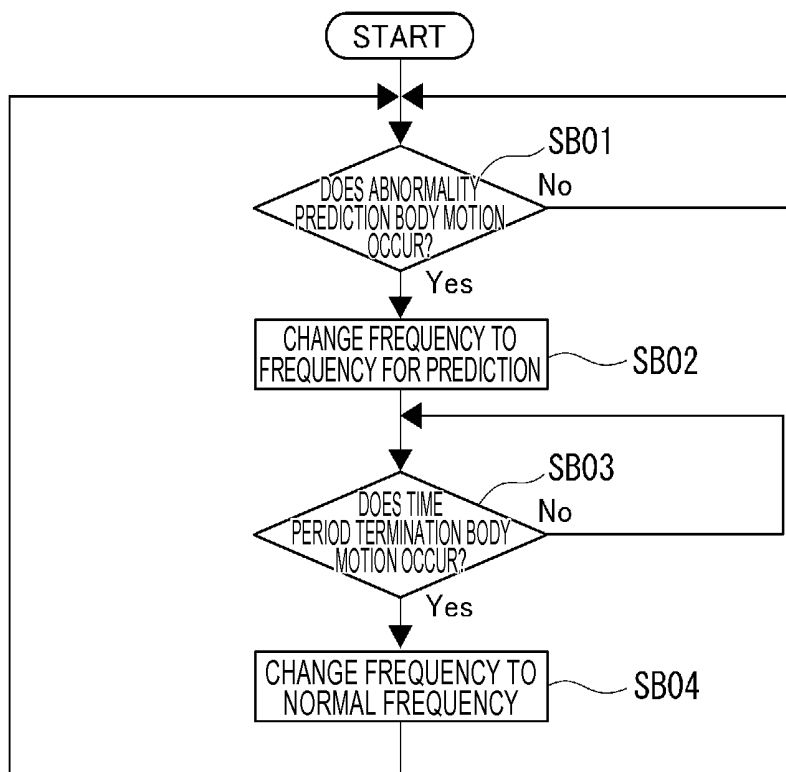 START
SB01
DOES ABNORMALITY
PREDICTION BODY MOTION
OCCUR?
No
Yes
CHANGE FREQUENCY TO
FREQUENCY FOR PREDICTION
SB02
SB03
DOES TIME
PERIOD TERMINATION BODY
MOTION OCCUR?
No
Yes
CHANGE FREQUENCY TO
NORMAL FREQUENCY
SB04